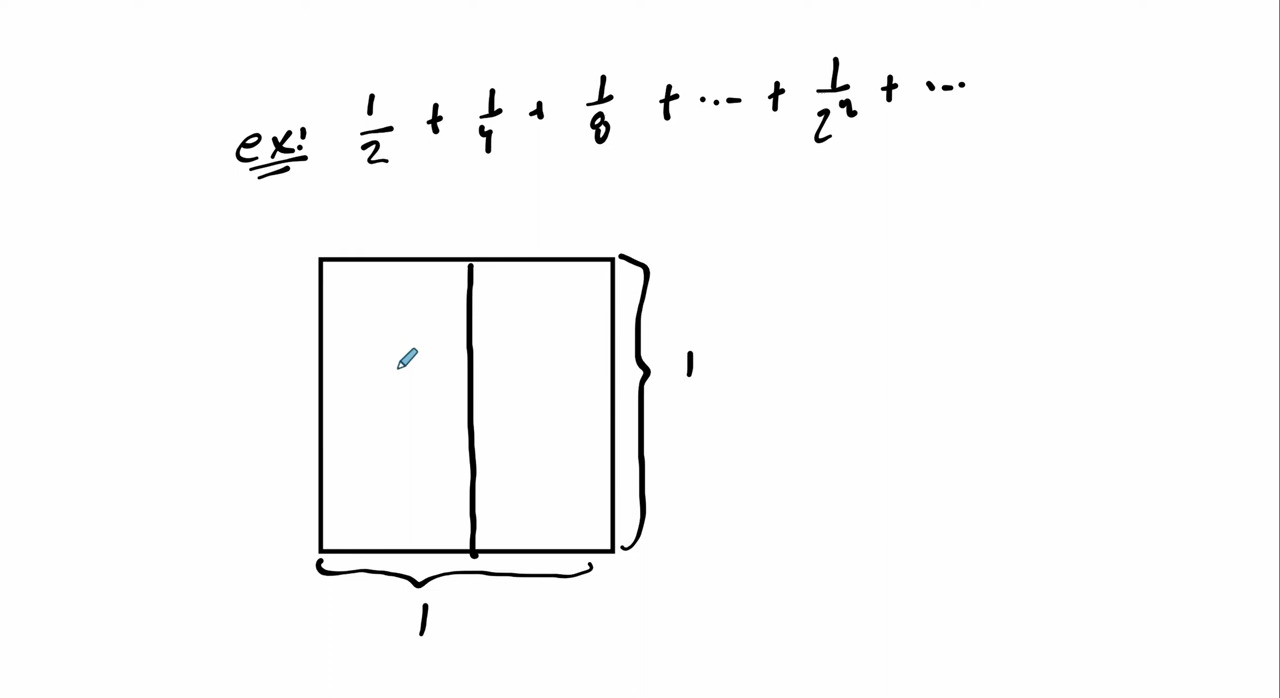 ex: 1/2 + 1/4 + 1/8 + ... + 1/2^n + ...
1
1